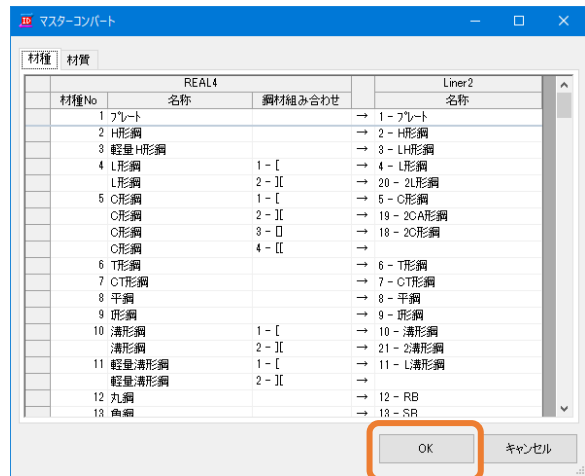 マスターコンバート
材種 材質
REAL4 Liner2
材種No 名称 鋼材組み合わせ 名称
1 プレート → 1 - プレート
2 H形鋼 → 2 - H形鋼
3 軽量H形鋼 → 3 - LH形鋼
4 L形鋼 1 - [ → 4 - L形鋼
L形鋼 2 - ][ → 20 - 2L形鋼
5 C形鋼 1 - [ → 5 - C形鋼
C形鋼 2 - ][ → 19 - 2CA形鋼
C形鋼 3 - [] → 18 - 2C形鋼
C形鋼 4 - [[ →
6 T形鋼 → 6 - T形鋼
7 CT形鋼 → 7 - CT形鋼
8 平鋼 → 8 - 平鋼
9 I形鋼 → 9 - I形鋼
10 溝形鋼 1 - [ → 10 - 溝形鋼
溝形鋼 2 - ][ → 21 - 2溝形鋼
11 軽量溝形鋼 1 - [ → 11 - L溝形鋼
軽量溝形鋼 2 - ][ →
12 丸鋼 → 12 - RB
13 角鋼 → 13 - SB
OK キャンセル